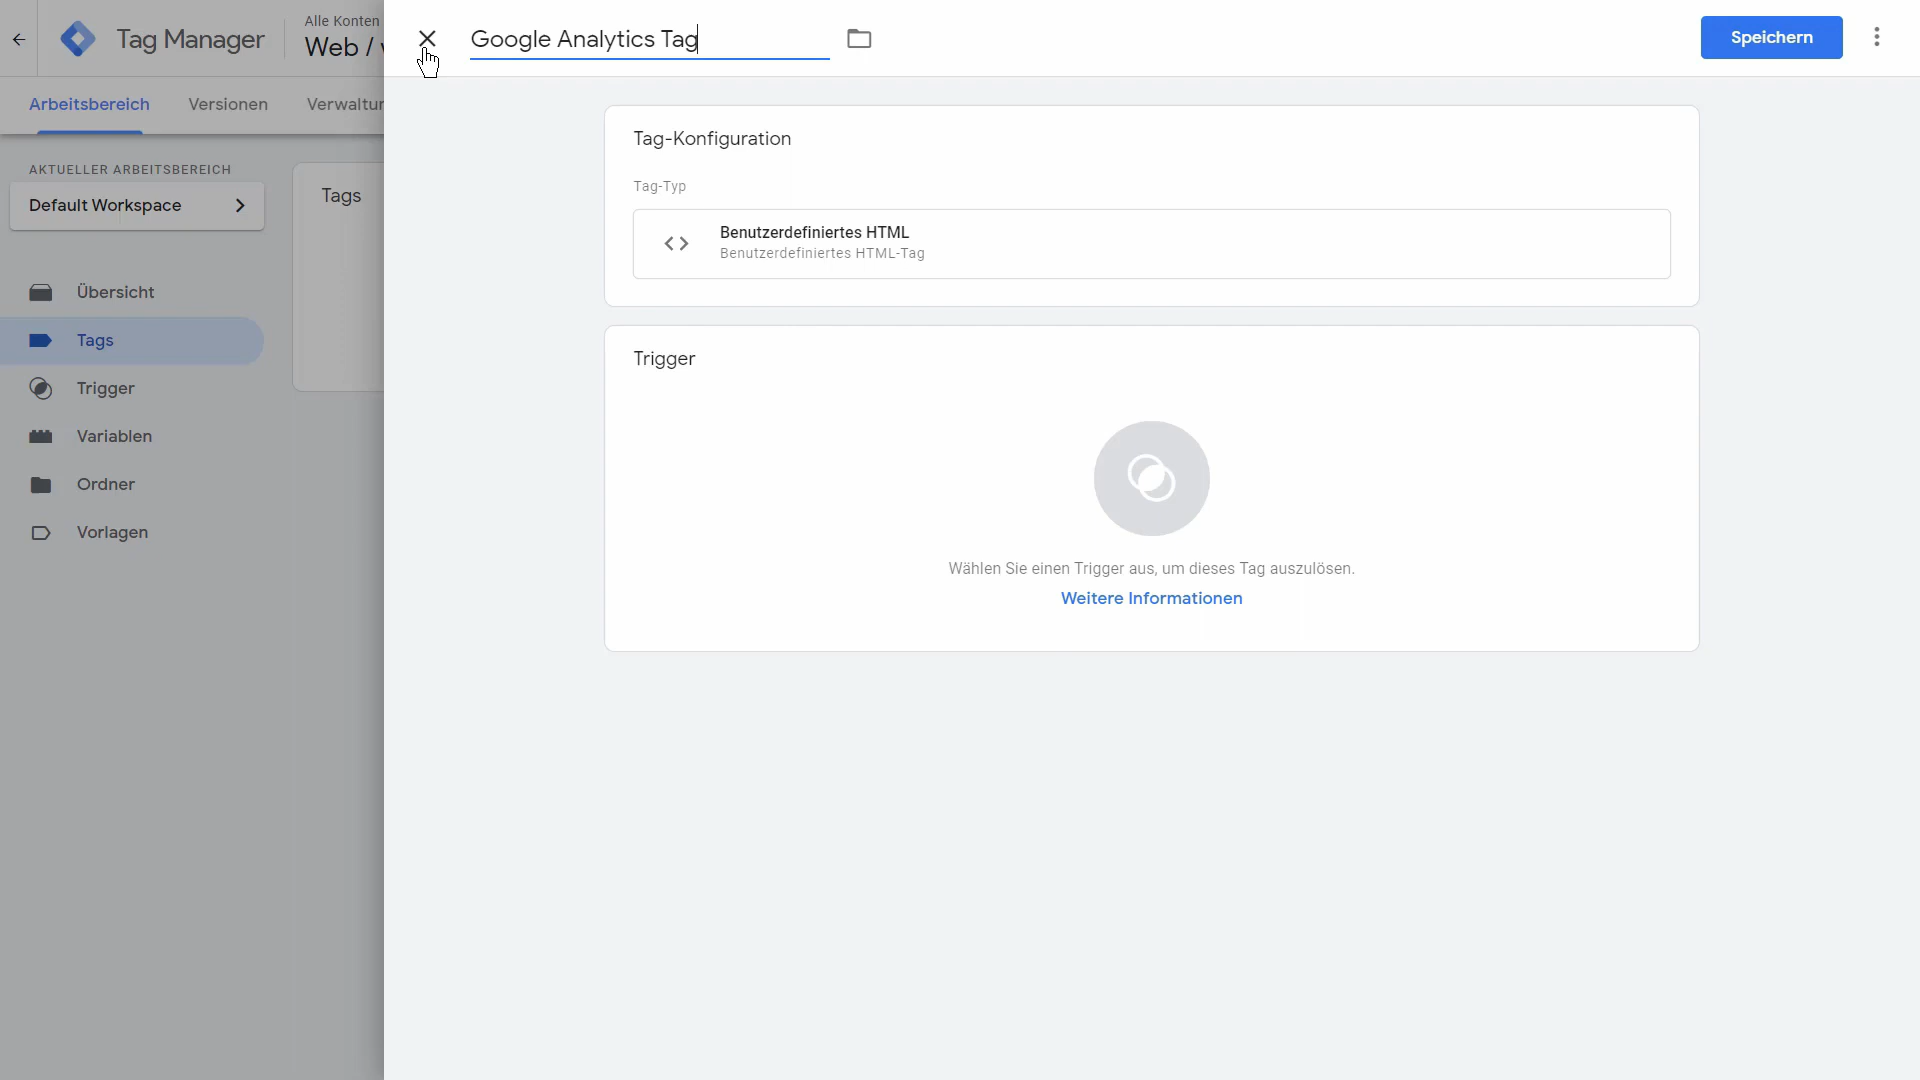 Tag Manager
Alle Konten
Web /
Google Analytics Tag
Speichern
Arbeitsbereich
Versionen
AKTUELLER ARBEITSBEREICH
Default Workspace
Übersicht
Tags
Trigger
Variablen
Ordner
Vorlagen
Tags
Tag-Konfiguration
Tag-Typ
Benutzerdefiniertes HTML
Benutzerdefiniertes HTML-Tag
Trigger
Wählen Sie einen Trigger aus, um dieses Tag auszulösen.
Weitere Informationen